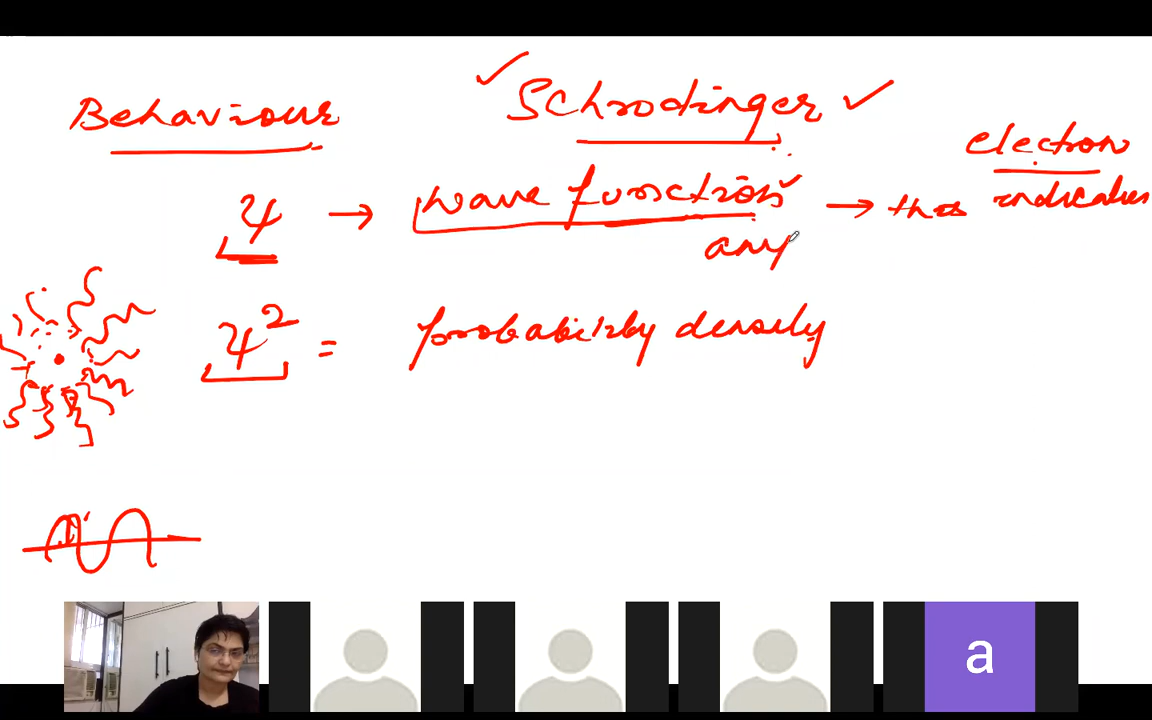 Behaviour
Schrodinger
electron
ψ → wave function → this indicates
any
ψ² = probability density
a